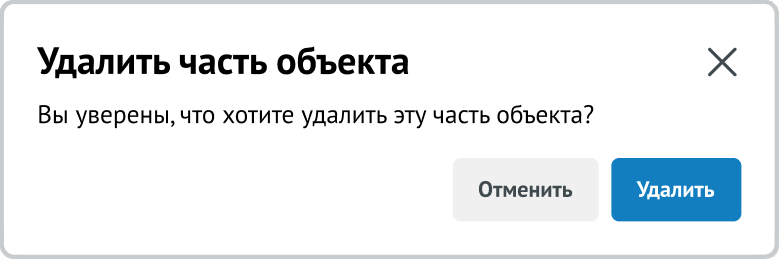 Удалить часть объекта
Вы уверены, что хотите удалить эту часть объекта?
Отменить
Удалить